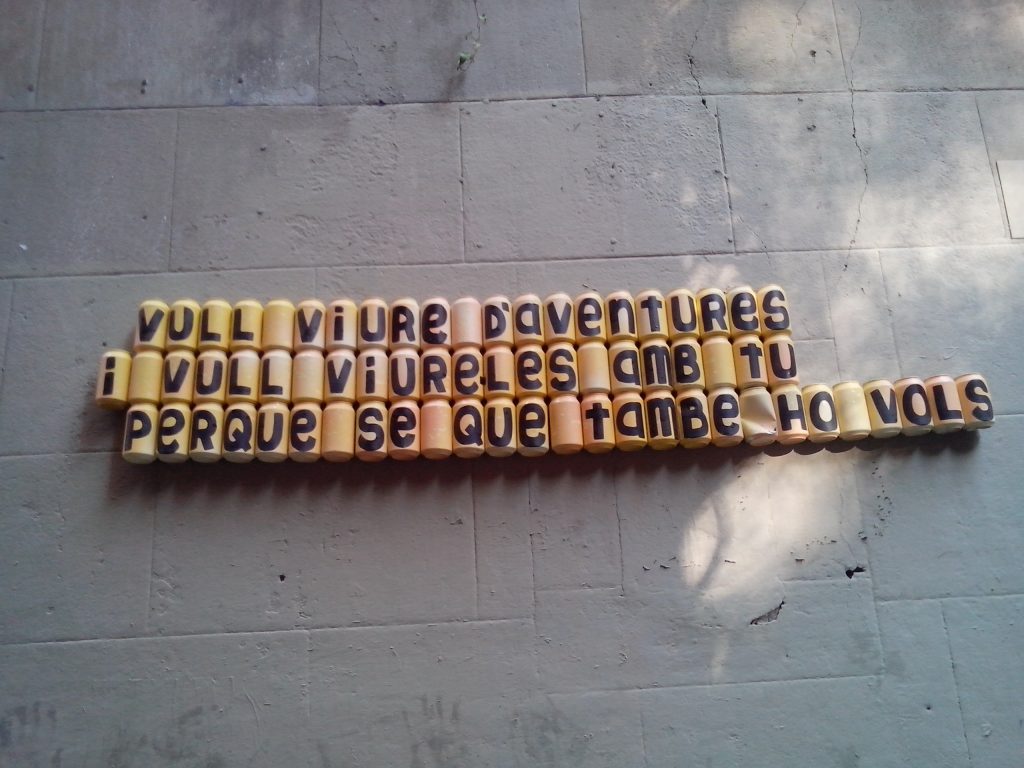 VULL VIURE D'AVENTURES
i VULL VIURE-LES AMB TU
PERQUE SE QUE TAMBE HO VOLS